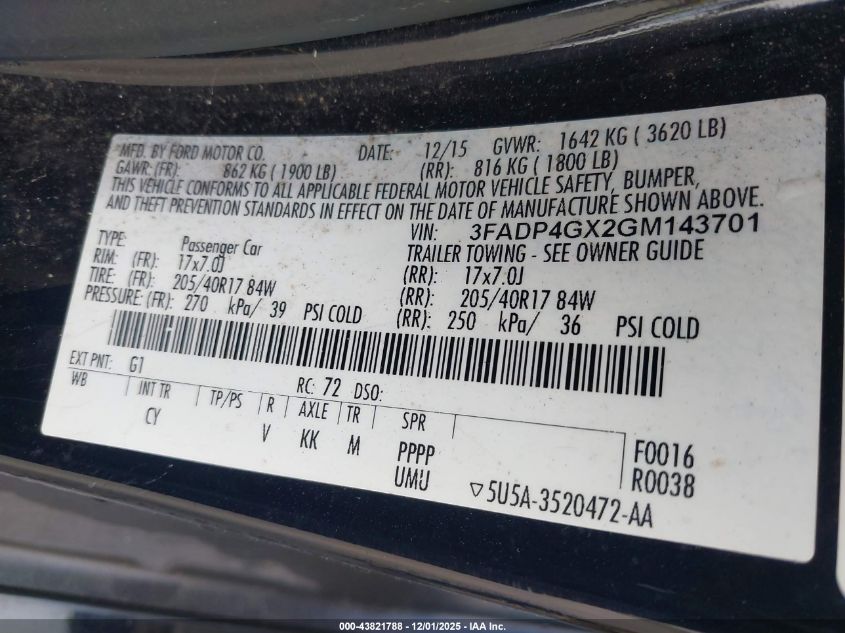 MFD. BY FORD MOTOR CO. DATE: 12/15 GVWR: 1642 KG ( 3620 LB)
GAWR: (FR): 862 KG ( 1900 LB) (RR): 816 KG ( 1800 LB)
THIS VEHICLE CONFORMS TO ALL APPLICABLE FEDERAL MOTOR VEHICLE SAFETY, BUMPER,
AND THEFT PREVENTION STANDARDS IN EFFECT ON THE DATE OF MANUFACTURE SHOWN ABOVE.
VIN: 3FADP4GX2GM143701
TYPE: Passenger Car TRAILER TOWING - SEE OWNER GUIDE
RIM: (FR): 17x7.0J (RR): 17x7.0J
TIRE: (FR): 205/40R17 84W (RR): 205/40R17 84W
PRESSURE: (FR): 270 kPa/ 39 PSI COLD (RR): 250 kPa/ 36 PSI COLD
EXT PNT: G1 RC: 72 DSO:
WB INT TR TP/PS R AXLE TR SPR
CY V KK M PPPP F0016
UMU R0038
▽5U5A-3520472-AA
000-43821788 - 12/01/2025 - IAA Inc.